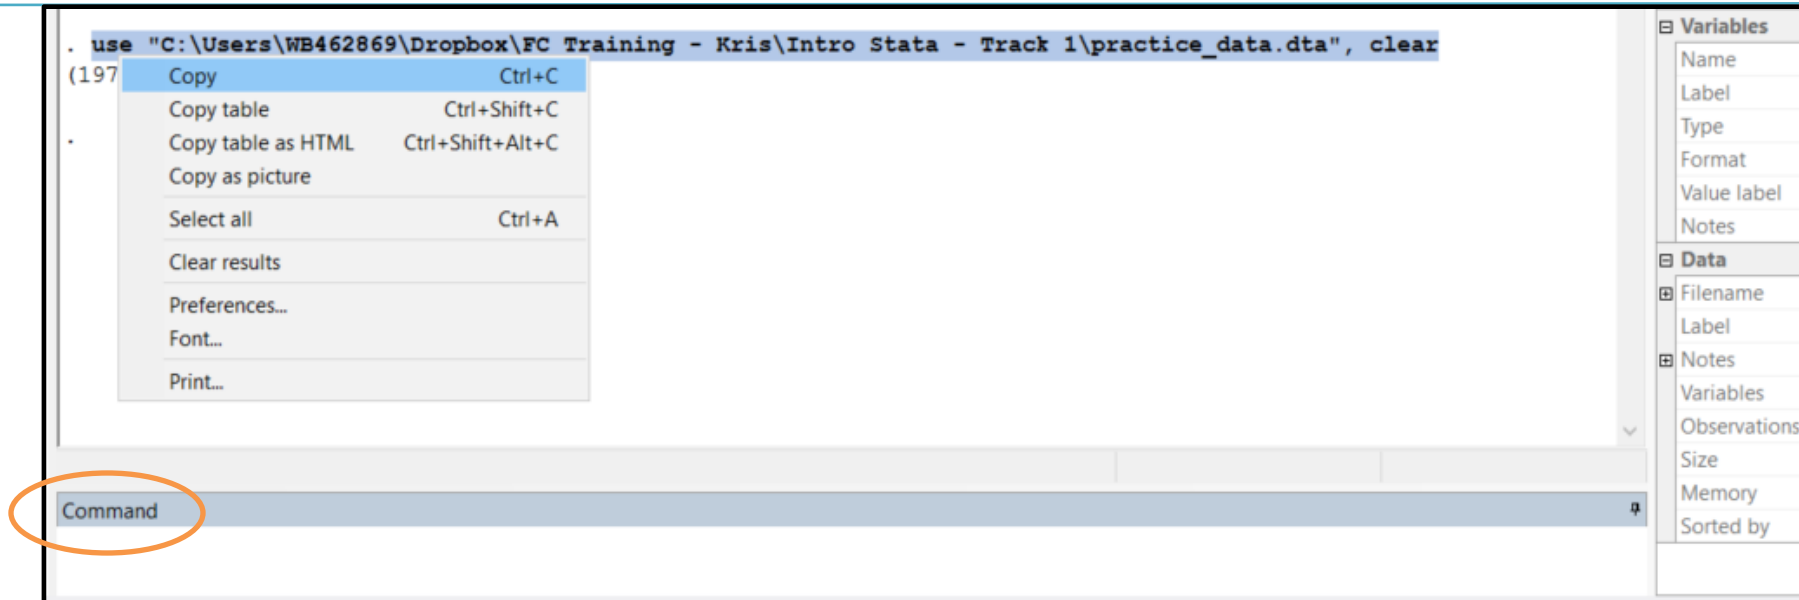 . use "C:\Users\WB462869\Dropbox\FC Training - Kris\Intro Stata - Track 1\practice_data.dta", clear
(197
.
Copy Ctrl+C
Copy table Ctrl+Shift+C
Copy table as HTML Ctrl+Shift+Alt+C
Copy as picture
Select all Ctrl+A
Clear results
Preferences...
Font...
Print...
Command
Variables
Name
Label
Type
Format
Value label
Notes
Data
Filename
Label
Notes
Variables
Observations
Size
Memory
Sorted by